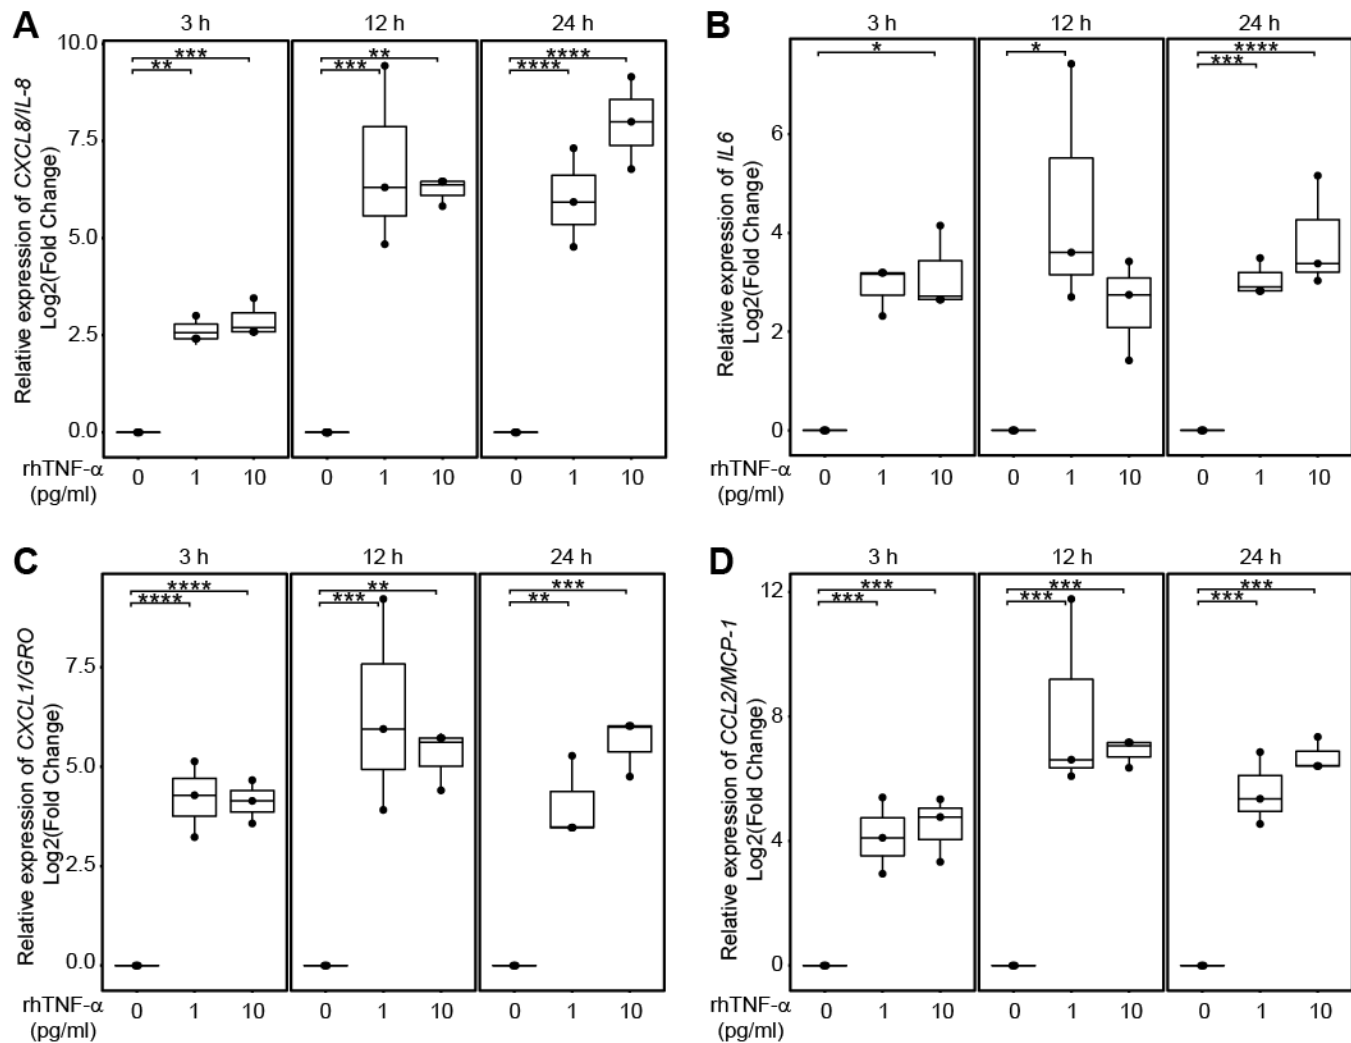 A
3 h 12 h 24 h
Relative expression of CXCL8/IL-8
Log2(Fold Change)
10.0
7.5
5.0
2.5
0.0
** *** *** ** **** ****
rhTNF-α
(pg/ml)
0 1 10 0 1 10 0 1 10
B
3 h 12 h 24 h
Relative expression of IL6
Log2(Fold Change)
6
4
2
0
* * *** ****
rhTNF-α
(pg/ml)
0 1 10 0 1 10 0 1 10
C
3 h 12 h 24 h
Relative expression of CXCL1/GRO
Log2(Fold Change)
7.5
5.0
2.5
0.0
**** **** *** ** ** ***
rhTNF-α
(pg/ml)
0 1 10 0 1 10 0 1 10
D
3 h 12 h 24 h
Relative expression of CCL2/MCP-1
Log2(Fold Change)
12
8
4
0
*** *** *** *** *** ***
rhTNF-α
(pg/ml)
0 1 10 0 1 10 0 1 10